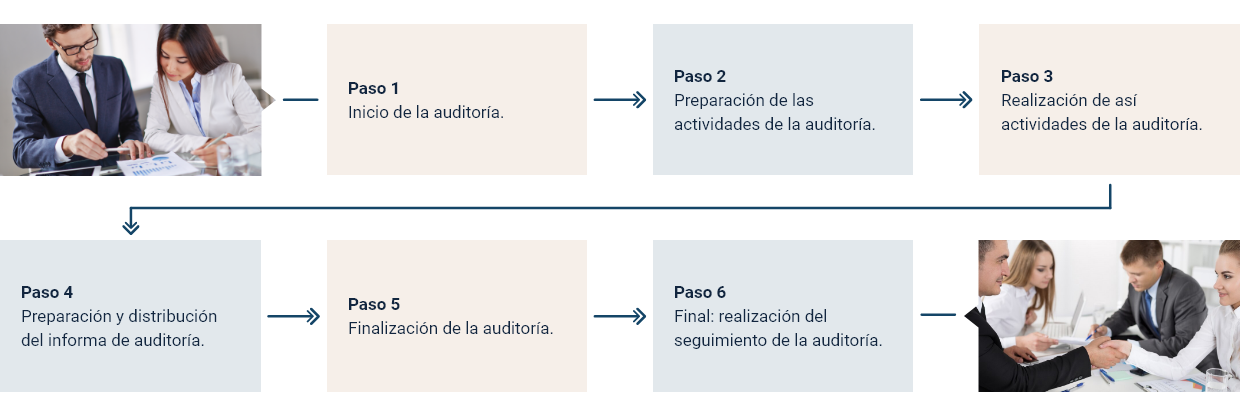 Paso 1
Inicio de la auditoría.
Paso 2
Preparación de las
actividades de la auditoría.
Paso 3
Realización de así
actividades de la auditoría.
Paso 4
Preparación y distribución
del informa de auditoría.
Paso 5
Finalización de la auditoría.
Paso 6
Final: realización del
seguimiento de la auditoría.